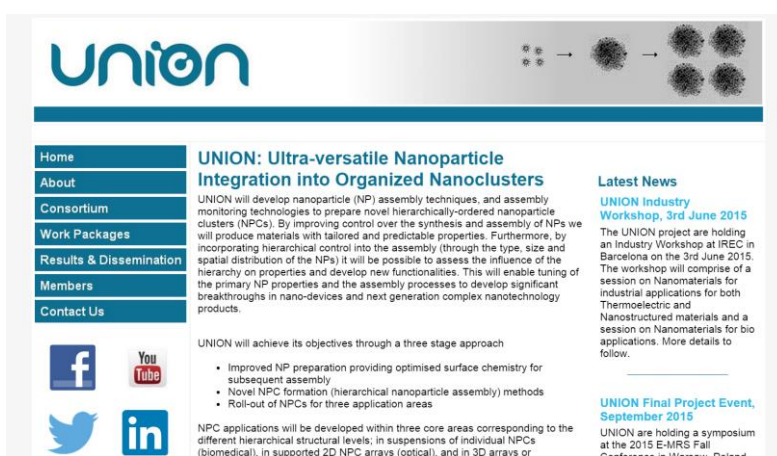 union
Home
About
Consortium
Work Packages
Results & Dissemination
Members
Contact Us
You
Tube
f
in
UNION: Ultra-versatile Nanoparticle
Integration into Organized Nanoclusters
UNION will develop nanoparticle (NP) assembly techniques, and assembly
monitoring technologies to prepare novel hierarchically-ordered nanoparticle
clusters (NPCs). By improving control over the synthesis and assembly of NPs we
will produce materials with tailored and predictable properties. Furthermore, by
incorporating hierarchical control into the assembly (through the type, size and
spatial distribution of the NPs) it will be possible to assess the influence of the
hierarchy on properties and develop new functionalities. This will enable tuning of
the primary NP properties and the assembly processes to develop significant
breakthroughs in nano-devices and next generation complex nanotechnology
products.
UNION will achieve its objectives through a three stage approach
• Improved NP preparation providing optimised surface chemistry for
subsequent assembly
• Novel NPC formation (hierarchical nanoparticle assembly) methods
• Roll-out of NPCs for three application areas
NPC applications will be developed within three core areas corresponding to the
different hierarchical structural levels; in suspensions of individual NPCs
(biomedical), in supported 2D NPC arrays (optical), and in 3D arrays or
Latest News
UNION Industry
Workshop, 3rd June 2015
The UNION project are holding
an Industry Workshop at IREC in
Barcelona on the 3rd June 2015.
The workshop will comprise of a
session on Nanomaterials for
industrial applications for both
Thermoelectric and
Nanostructured materials and a
session on Nanomaterials for bio
applications. More details to
follow.
UNION Final Project Event,
September 2015
UNION are holding a symposium
at the 2015 E-MRS Fall
Conference in Warsaw, Poland